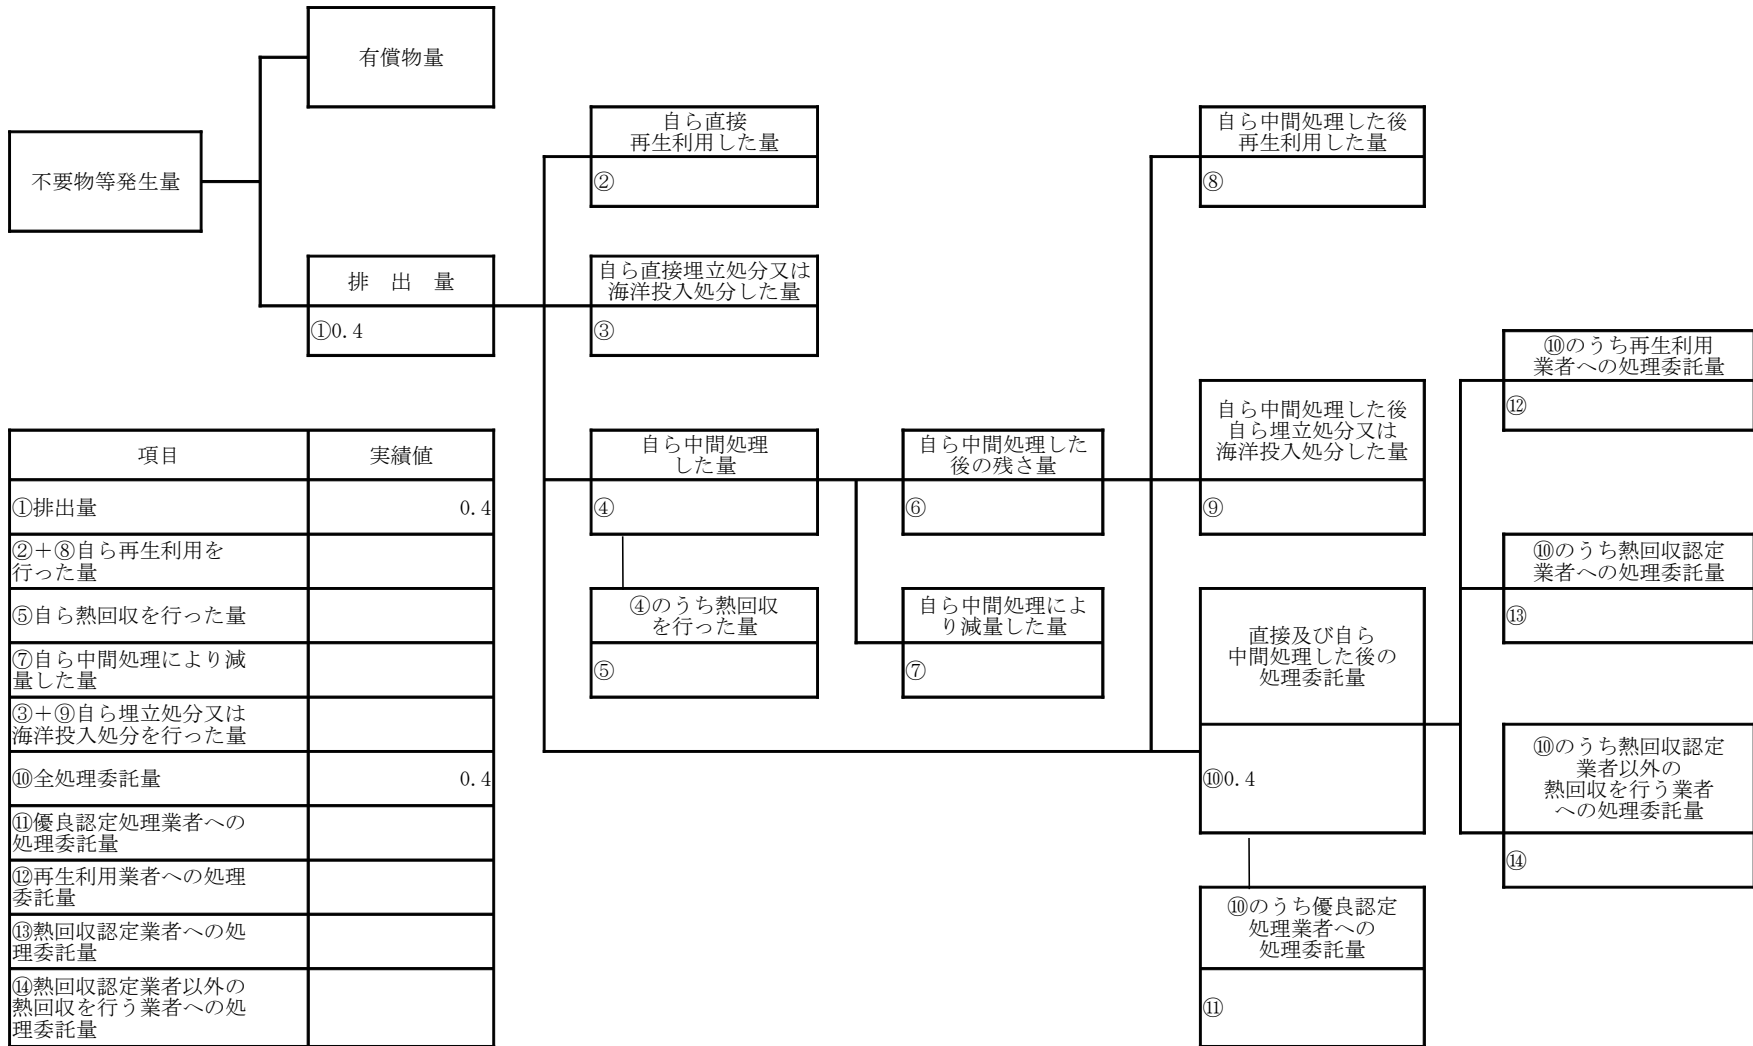 有償物量
不要物等発生量
排　出　量
①0.4
自ら直接
再生利用した量
②
自ら直接埋立処分又は
海洋投入処分した量
③
自ら中間処理
した量
④
④のうち熱回収
を行った量
⑤
自ら中間処理した
後の残さ量
⑥
自ら中間処理によ
り減量した量
⑦
自ら中間処理した後
再生利用した量
⑧
自ら中間処理した後
自ら埋立処分又は
海洋投入処分した量
⑨
直接及び自ら
中間処理した後の
処理委託量
⑩0.4
⑩のうち優良認定
処理業者への
処理委託量
⑪
⑩のうち再生利用
業者への処理委託量
⑫
⑩のうち熱回収認定
業者への処理委託量
⑬
⑩のうち熱回収認定
業者以外の
熱回収を行う業者
への処理委託量
⑭
項目 実績値
①排出量 0.4
②＋⑧自ら再生利用を
行った量
⑤自ら熱回収を行った量
⑦自ら中間処理により減
量した量
③＋⑨自ら埋立処分又は
海洋投入処分を行った量
⑩全処理委託量 0.4
⑪優良認定処理業者への
処理委託量
⑫再生利用業者への処理
委託量
⑬熱回収認定業者への処
理委託量
⑭熱回収認定業者以外の
熱回収を行う業者への処
理委託量